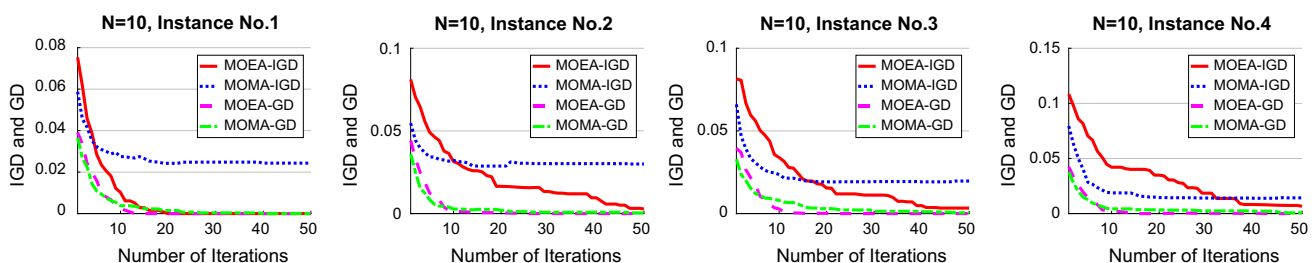 N=10, Instance No.1
IGD and GD
0.08
0.06
0.04
0.02
0
10
20
30
40
50
Number of Iterations
MOEA-IGD
MOMA-IGD
MOEA-GD
MOMA-GD
N=10, Instance No.2
IGD and GD
0.1
0.05
0
10
20
30
40
50
Number of Iterations
MOEA-IGD
MOMA-IGD
MOEA-GD
MOMA-GD
N=10, Instance No.3
IGD and GD
0.1
0.05
0
10
20
30
40
50
Number of Iterations
MOEA-IGD
MOMA-IGD
MOEA-GD
MOMA-GD
N=10, Instance No.4
IGD and GD
0.15
0.1
0.05
0
10
20
30
40
50
Number of Iterations
MOEA-IGD
MOMA-IGD
MOEA-GD
MOMA-GD